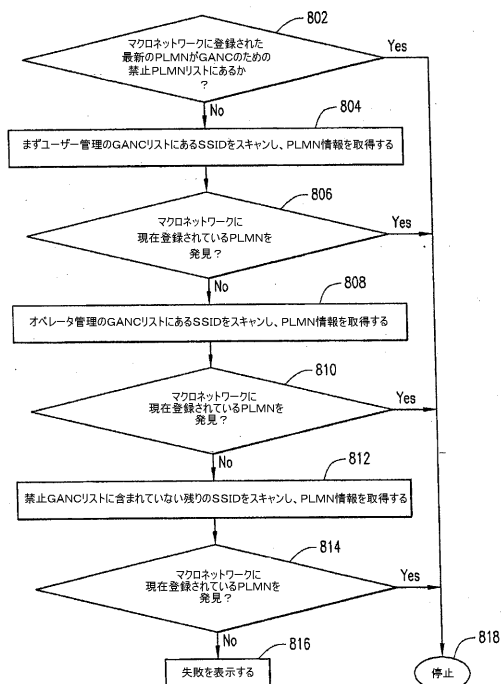 802
マクロネットワークに登録された
最新のPLMNがGANCのための
禁止PLMNリストにあるか
?
Yes
No
804
まずユーザー管理のGANCリストにあるSSIDをスキャンし、PLMN情報を取得する
806
マクロネットワークに
現在登録されているPLMNを
発見?
Yes
No
808
オペレータ管理のGANCリストにあるSSIDをスキャンし、PLMN情報を取得する
810
マクロネットワークに
現在登録されているPLMNを
発見?
Yes
No
812
禁止GANCリストに含まれていない残りのSSIDをスキャンし、PLMN情報を取得する
814
マクロネットワークに
現在登録されているPLMNを
発見?
Yes
No
816
失敗を表示する
818
停止